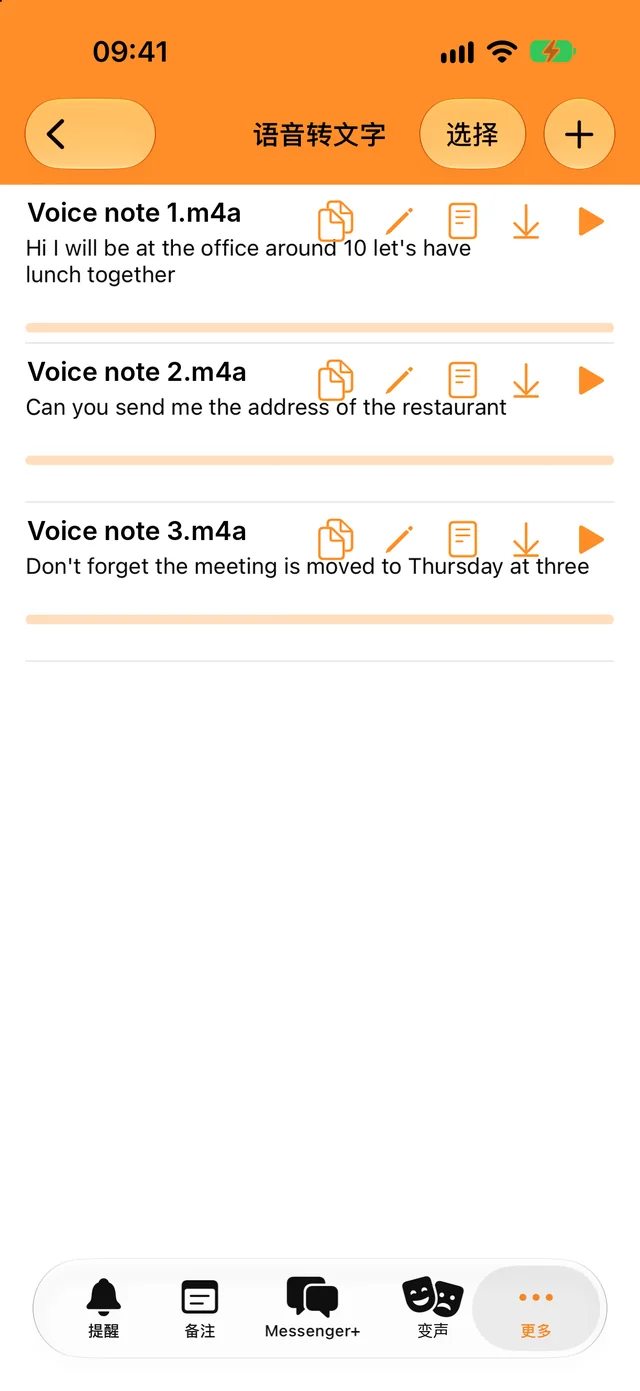 09:41
语音转文字
选择
Voice note 1.m4a
Hi I will be at the office around 10 let's have
lunch together
Voice note 2.m4a
Can you send me the address of the restaurant
Voice note 3.m4a
Don't forget the meeting is moved to Thursday at three
提醒
备注
Messenger+
变声
更多